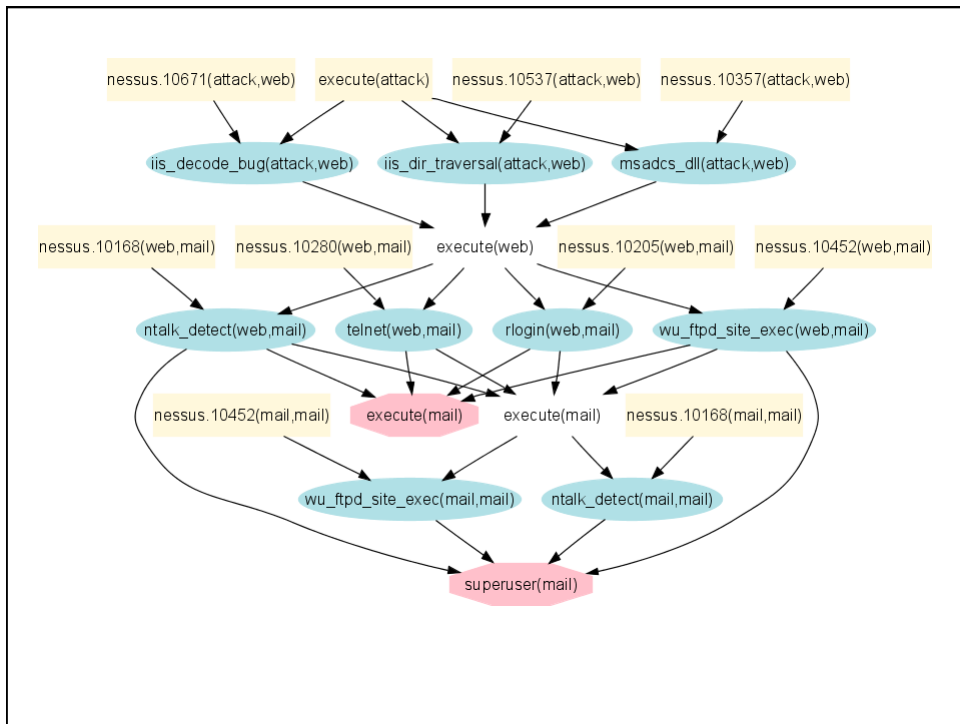 nessus.10671(attack,web)
execute(attack)
nessus.10537(attack,web)
nessus.10357(attack,web)
iis_decode_bug(attack,web)
iis_dir_traversal(attack,web)
msadcs_dll(attack,web)
nessus.10168(web,mail)
nessus.10280(web,mail)
execute(web)
nessus.10205(web,mail)
nessus.10452(web,mail)
ntalk_detect(web,mail)
telnet(web,mail)
rlogin(web,mail)
wu_ftpd_site_exec(web,mail)
nessus.10452(mail,mail)
execute(mail)
execute(mail)
nessus.10168(mail,mail)
wu_ftpd_site_exec(mail,mail)
ntalk_detect(mail,mail)
superuser(mail)